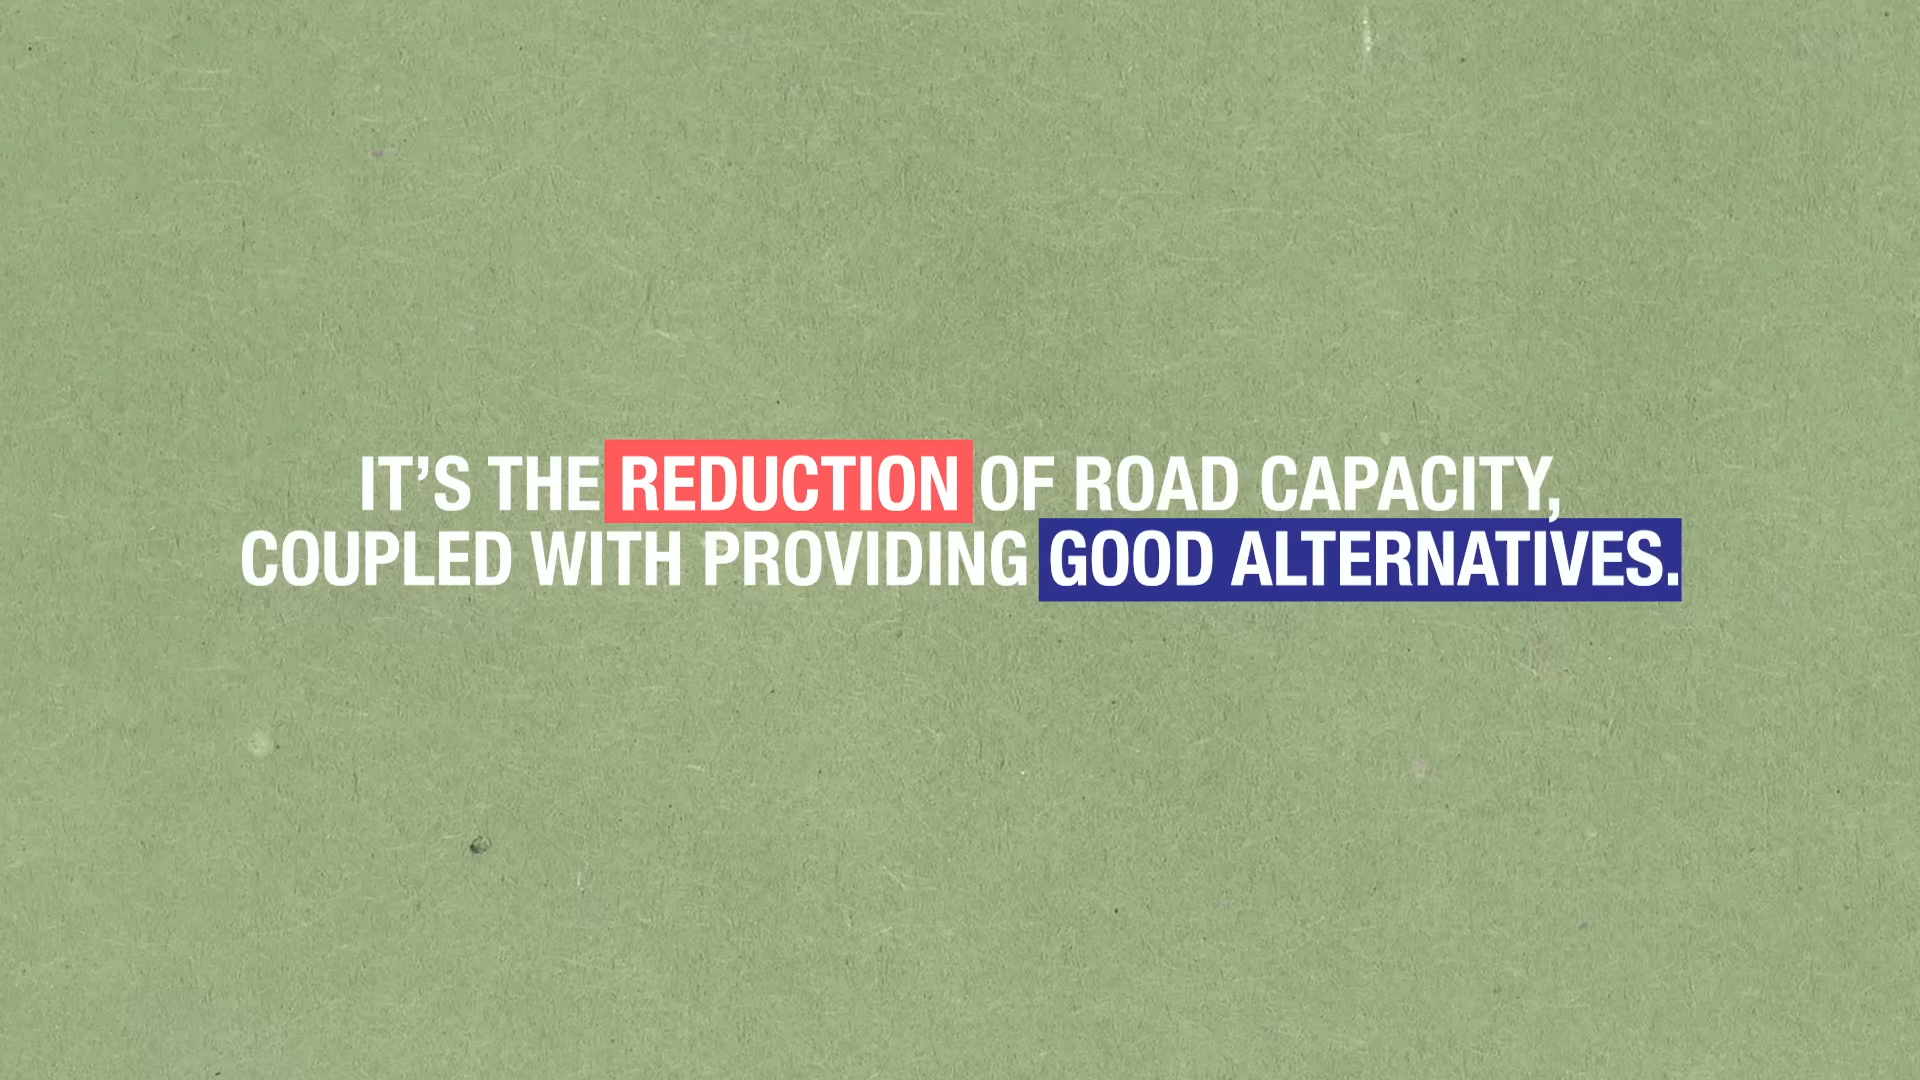 IT’S THE REDUCTION OF ROAD CAPACITY,
COUPLED WITH PROVIDING GOOD ALTERNATIVES.